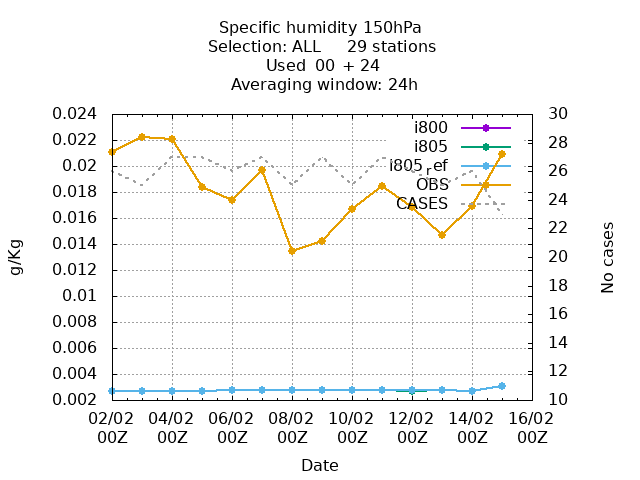 Specific humidity 150hPa
Selection: ALL 29 stations
Used 00 + 24
Averaging window: 24h
0.024
0.022
0.02
0.018
0.016
0.014
0.012
0.01
0.008
0.006
0.004
0.002
g/Kg
30
28
26
24
22
20
18
16
14
12
10
No cases
i800
i805
i805ref
OBS
CASES
02/02 04/02 06/02 08/02 10/02 12/02 14/02 16/02
00Z 00Z 00Z 00Z 00Z 00Z 00Z 00Z
Date